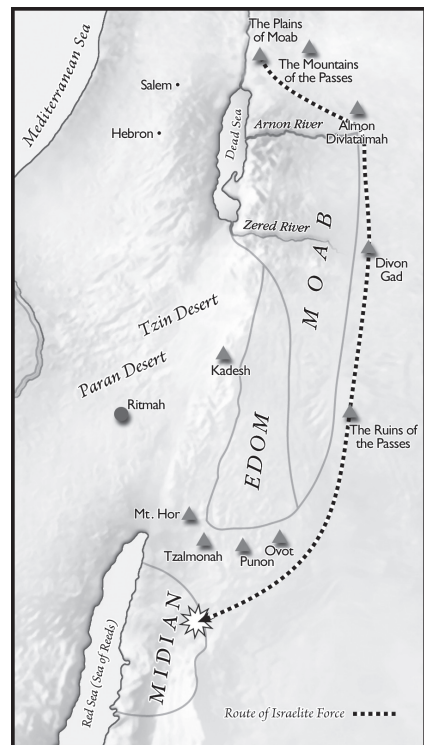 The Plains
of Moab
The Mountains
of the Passes
Mediterranean Sea
Salem
Hebron
Dead Sea
Arnon River
Almon
Divlataimah
Zered River
MOAB
Divon
Gad
Tzin Desert
Paran Desert
Kadesh
Ritmah
EDOM
The Ruins of
the Passes
Mt. Hor
Tzalmonah
Punon
Ovot
MIDIAN
Red Sea (Sea of Reeds)
Route of Israelite Force